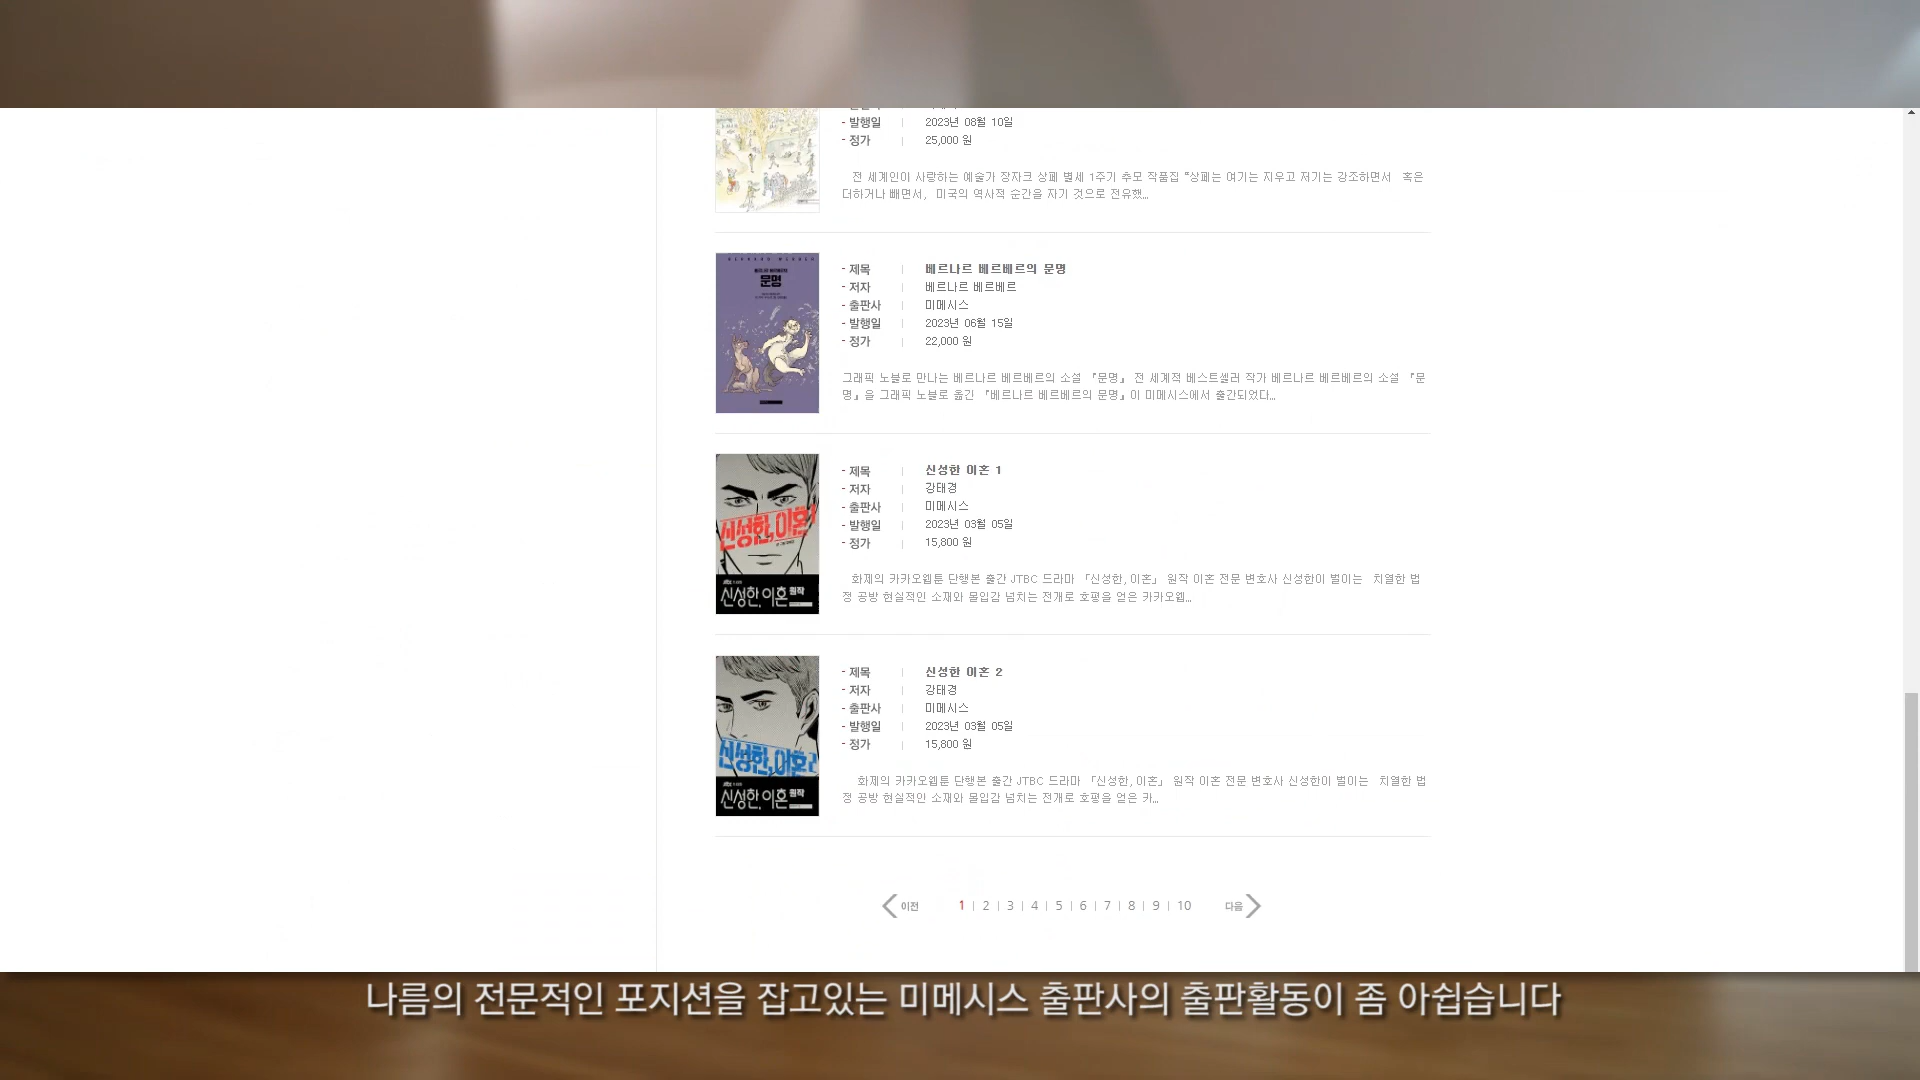 - 발행일 2023년 08월 10일
- 정가 25,000 원
전 세계인이 사랑하는 예술가 장자크 상페 별세 1주기 추모 작품집 "상페는 여기는 지우고 저기는 강조하면서 혹은
더하거나 빼면서, 미국의 역사적 순간을 자기 것으로 전유했...
문명
- 제목 베르나르 베르베르의 문명
- 저자 베르나르 베르베르
- 출판사 미메시스
- 발행일 2023년 06월 15일
- 정가 22,000 원
그래픽 노블로 만나는 베르나르 베르베르의 소설 『문명』 전 세계적 베스트셀러 작가 베르나르 베르베르의 소설 『문
명』을 그래픽 노블로 옮긴 『베르나르 베르베르의 문명』이 미메시스에서 출간되었다...
신성한, 이혼 1
신성한, 이혼 원작
- 제목 신성한 이혼 1
- 저자 강태경
- 출판사 미메시스
- 발행일 2023년 03월 05일
- 정가 15,800 원
화제의 카카오웹툰 단행본 출간 JTBC 드라마 「신성한, 이혼」 원작 이혼 전문 변호사 신성한이 벌이는 치열한 법
정 공방 현실적인 소재와 몰입감 넘치는 전개로 호평을 얻은 카카오웹...
신성한, 이혼 2
신성한, 이혼 원작
- 제목 신성한 이혼 2
- 저자 강태경
- 출판사 미메시스
- 발행일 2023년 03월 05일
- 정가 15,800 원
화제의 카카오웹툰 단행본 출간 JTBC 드라마 「신성한, 이혼」 원작 이혼 전문 변호사 신성한이 벌이는 치열한 법
정 공방 현실적인 소재와 몰입감 넘치는 전개로 호평을 얻은 카...
이전 1 | 2 | 3 | 4 | 5 | 6 | 7 | 8 | 9 | 10 다음
나름의 전문적인 포지션을 잡고있는 미메시스 출판사의 출판활동이 좀 아쉽습니다